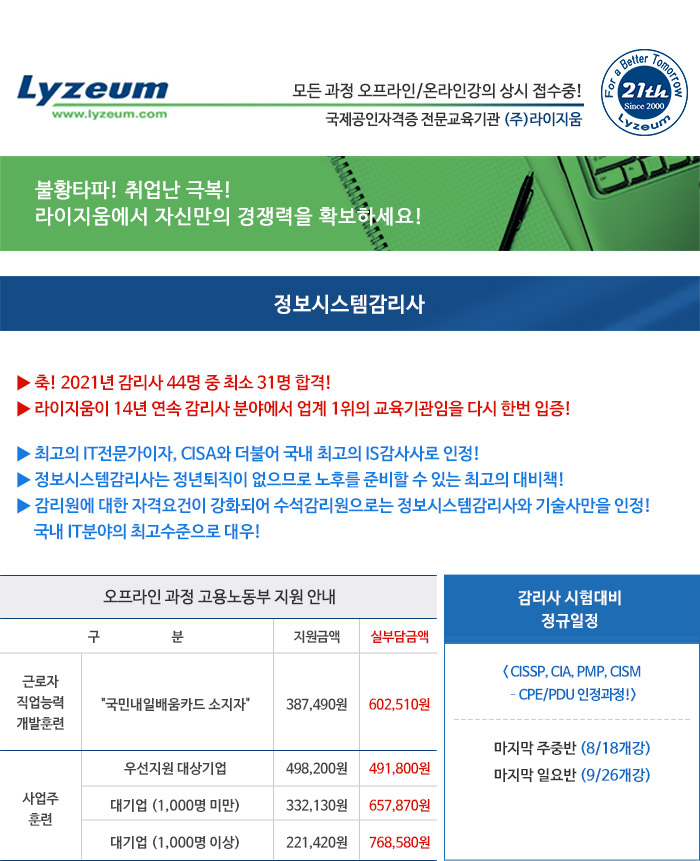 Lyzeum
www.lyzeum.com
모든 과정 오프라인/온라인강의 상시 접수중!
국제공인자격증 전문교육기관 (주)라이지움
For a Better Tomorrow
21th
Since 2000
Lyzeum
불황타파! 취업난 극복!
라이지움에서 자신만의 경쟁력을 확보하세요!
정보시스템감리사
▶ 축! 2021년 감리사 44명 중 최소 31명 합격!
▶ 라이지움이 14년 연속 감리사 분야에서 업계 1위의 교육기관임을 다시 한번 입증!
▶ 최고의 IT전문가이자, CISA와 더불어 국내 최고의 IS감사사로 인정!
▶ 정보시스템감리사는 정년퇴직이 없으므로 노후를 준비할 수 있는 최고의 대비책!
▶ 감리원에 대한 자격요건이 강화되어 수석감리원으로는 정보시스템감리사와 기술사만을 인정!
국내 IT분야의 최고수준으로 대우!
오프라인 과정 고용노동부 지원 안내
구 분 지원금액 실부담금액
근로자
직업능력
개발훈련
"국민내일배움카드 소지자" 387,490원 602,510원
사업주
훈련
우선지원 대상기업 498,200원 491,800원
대기업 (1,000명 미만) 332,130원 657,870원
대기업 (1,000명 이상) 221,420원 768,580원
감리사 시험대비
정규일정
< CISSP, CIA, PMP, CISM
- CPE/PDU 인정과정!>
마지막 주중반 (8/18개강)
마지막 일요반 (9/26개강)